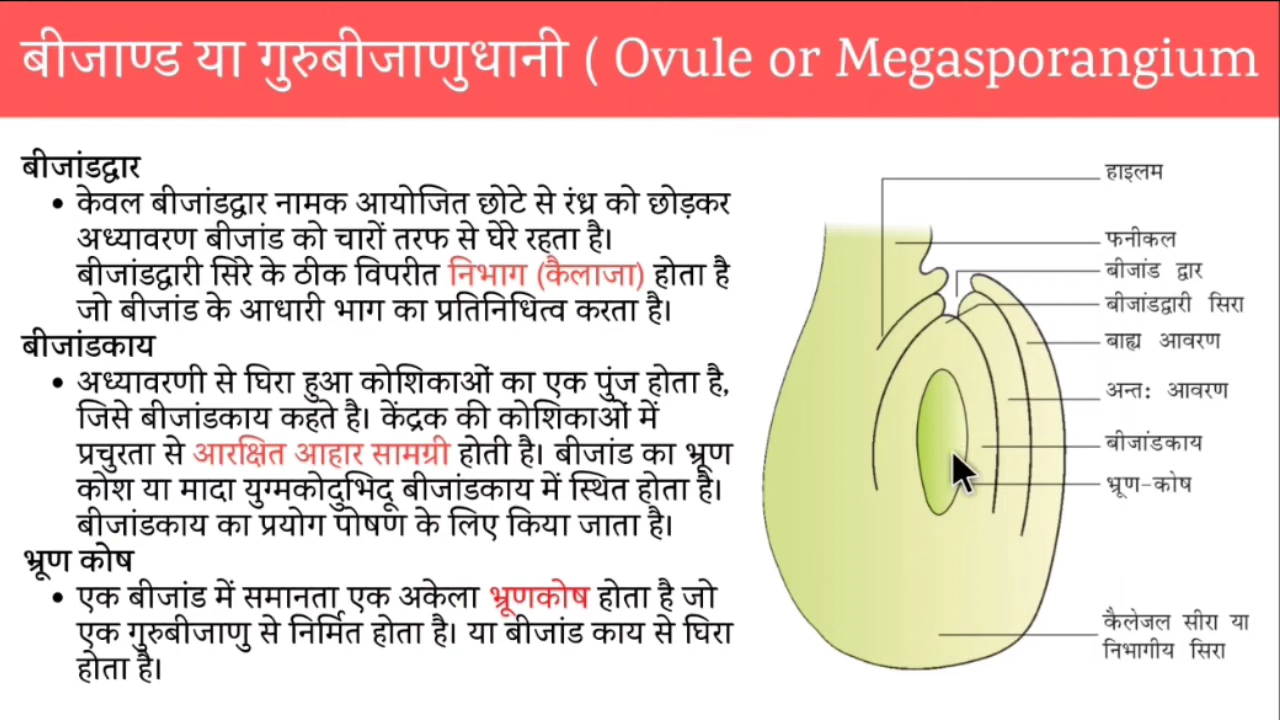 बीजाण्ड या गुरुबीजाणुधानी ( Ovule or Megasporangium
बीजांडद्वार
• केवल बीजांडद्वार नामक आयोजित छोटे से रंध्र को छोड़कर
अध्यावरण बीजांड को चारों तरफ से घेरे रहता है।
बीजांडद्वारी सिरे के ठीक विपरीत निभाग (कैलाजा) होता है
जो बीजांड के आधारी भाग का प्रतिनिधित्व करता है।
बीजांडकाय
• अध्यावरणी से घिरा हुआ कोशिकाओं का एक पुंज होता है,
जिसे बीजांडकाय कहते है। केंद्रक की कोशिकाओं में
प्रचुरता से आरक्षित आहार सामग्री होती है। बीजांड का भ्रूण
कोश या मादा युग्मकोदुभिदू बीजांडकाय में स्थित होता है।
बीजांडकाय का प्रयोग पोषण के लिए किया जाता है।
भ्रूण कोष
• एक बीजांड में समानता एक अकेला भ्रूणकोष होता है जो
एक गुरुबीजाणु से निर्मित होता है। या बीजांड काय से घिरा
होता है।
हाइलम
फनीकल
बीजांड द्वार
बीजांडद्वारी सिरा
बाह्य आवरण
अन्त: आवरण
बीजांडकाय
भ्रूण-कोष
कैलेजल सीरा या
निभागीय सिरा